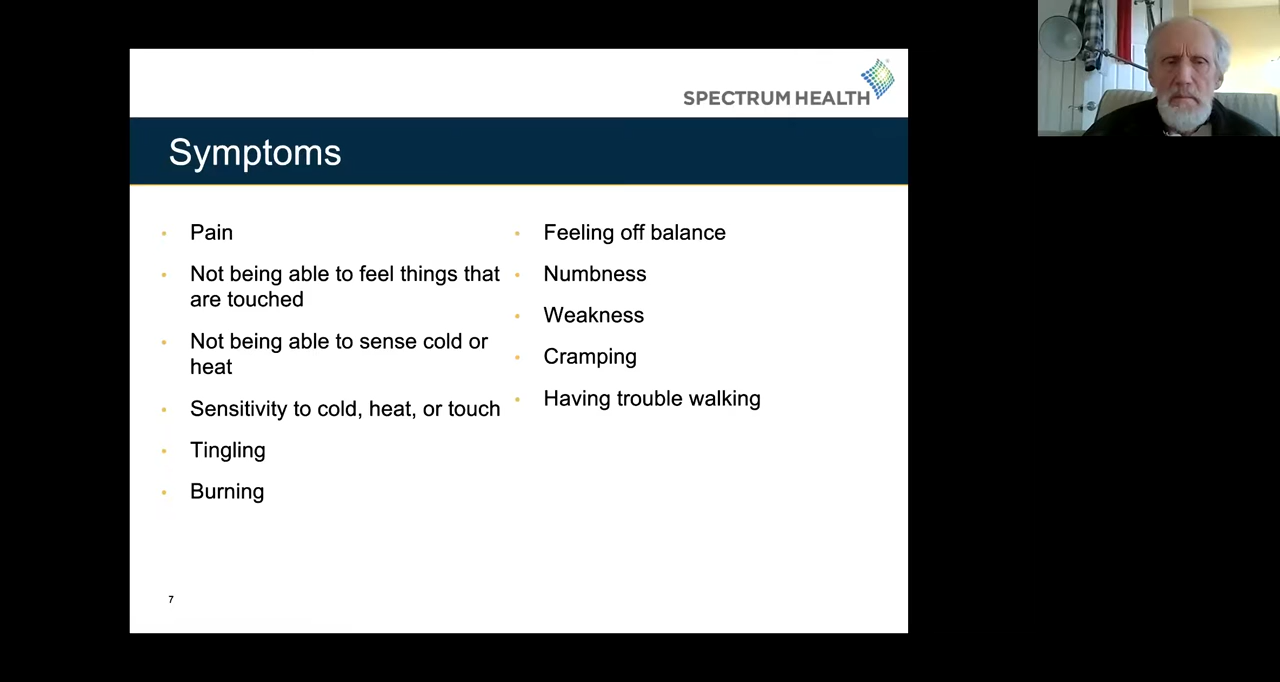 SPECTRUM HEALTH
Symptoms
• Pain
• Not being able to feel things that
are touched
• Not being able to sense cold or
heat
• Sensitivity to cold, heat, or touch
• Tingling
• Burning
• Feeling off balance
• Numbness
• Weakness
• Cramping
• Having trouble walking
7